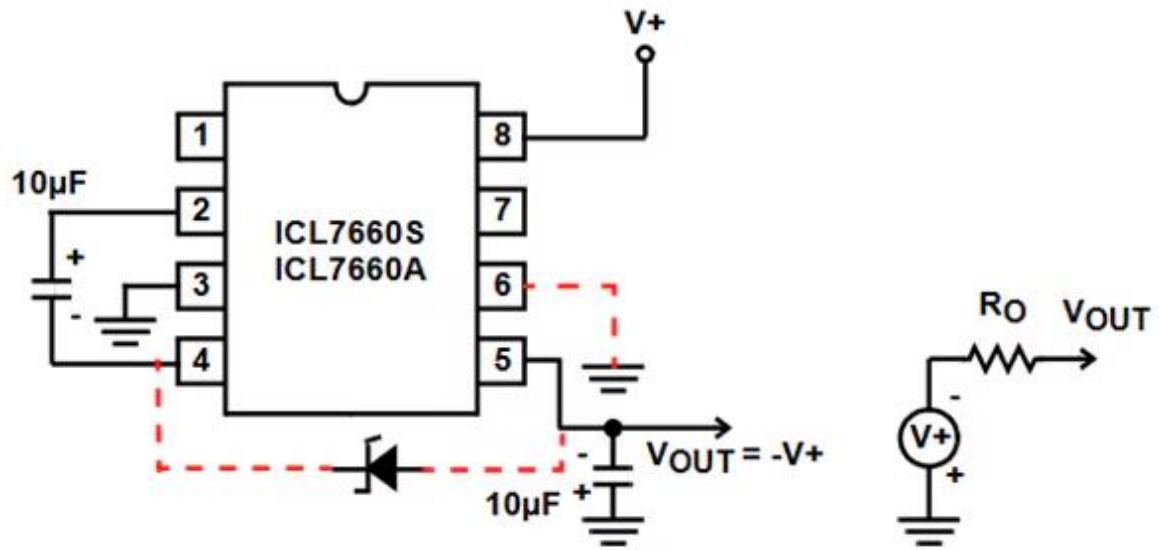 V+
1
8
10µF
2
7
+
ICL7660S
ICL7660A
3
6
-
4
5
-
VOUT = -V+
10µF
+
RO
VOUT
-
V+
+